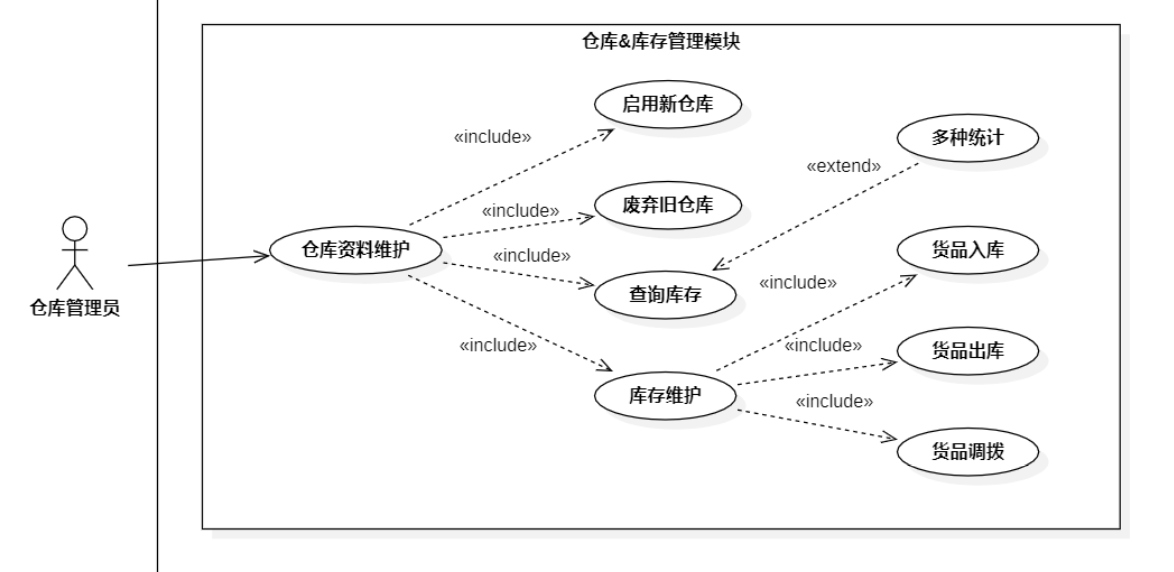 仓库&库存管理模块
启用新仓库
«include»
多种统计
«extend»
废弃旧仓库
«include»
仓库资料维护
货品入库
«include»
查询库存
«include»
仓库管理员
«include»
«include»
货品出库
库存维护
«include»
货品调拨